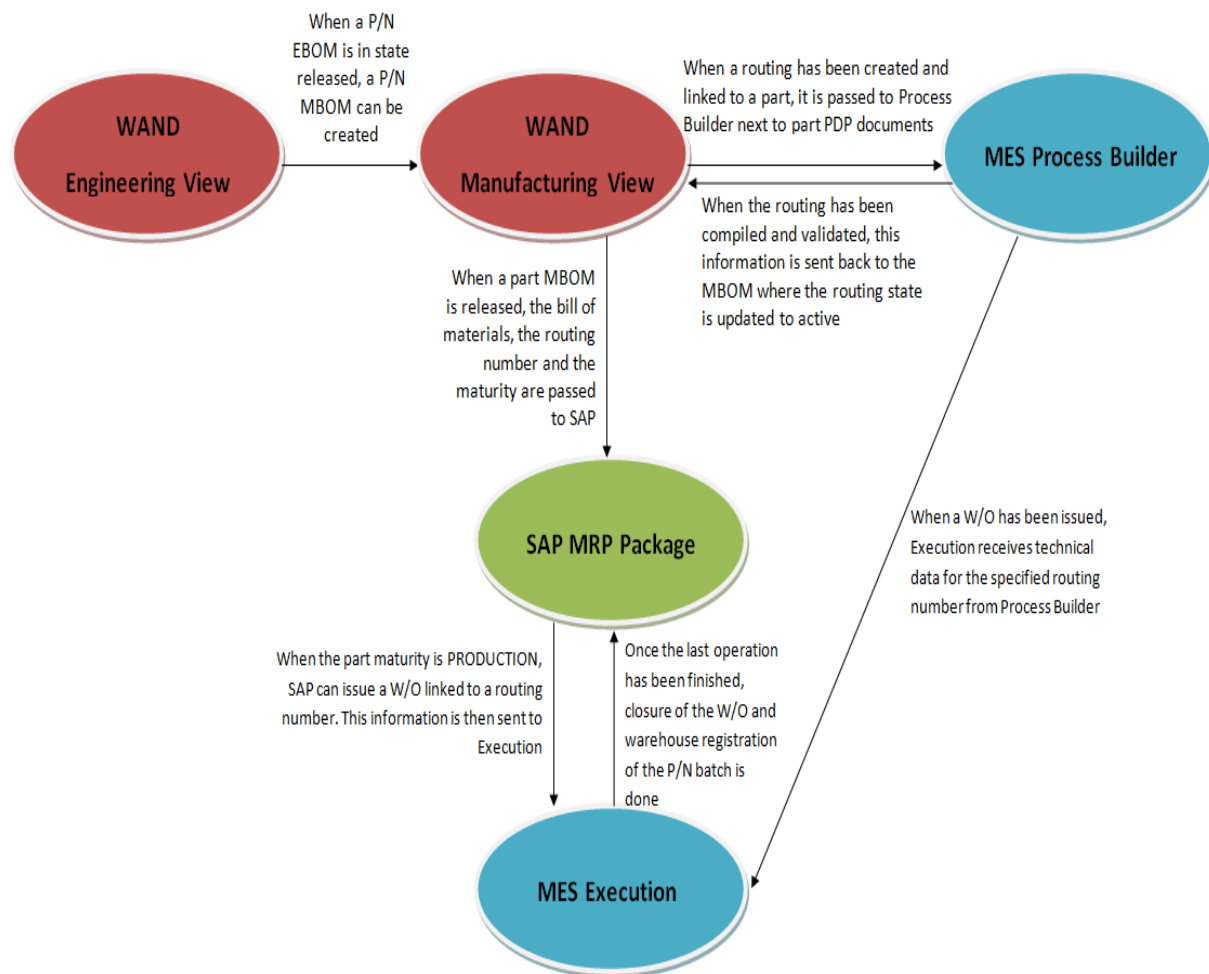 When a P/N
EBOM is in state
released, a P/N
MBOM can be
created
WAND
Engineering View
WAND
Manufacturing View
When a routing has been created and
linked to a part, it is passed to Process
Builder next to part PDP documents
MES Process Builder
When the routing has been
compiled and validated, this
information is sent back to the
MBOM where the routing state
is updated to active
When a part MBOM
is released, the bill of
materials, the routing
number and the
maturity are passed
to SAP
SAP MRP Package
When a W/O has been issued,
Execution receives technical
data for the specified routing
number from Process Builder
When the part maturity is PRODUCTION,
SAP can issue a W/O linked to a routing
number. This information is then sent to
Execution
Once the last operation
has been finished,
closure of the W/O and
warehouse registration
of the P/N batch is
done
MES Execution